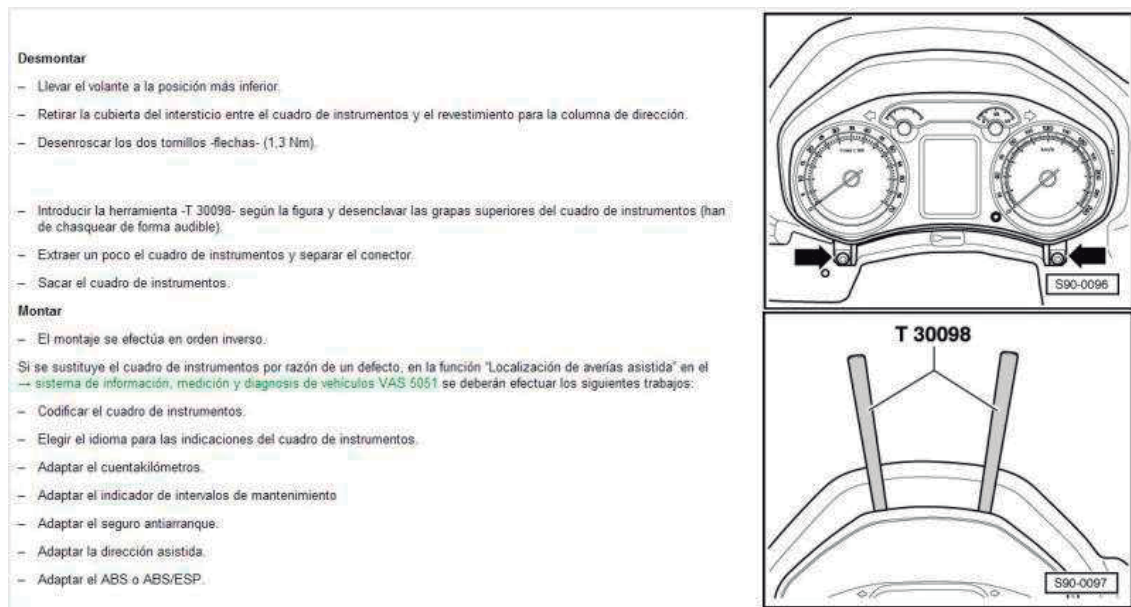 Desmontar
– Llevar el volante a la posición más inferior.
– Retirar la cubierta del intersticio entre el cuadro de instrumentos y el revestimiento para la columna de dirección.
– Desenroscar los dos tornillos -flechas- (1,3 Nm).
– Introducir la herramienta -T 30098- según la figura y desenclavar las grapas superiores del cuadro de instrumentos (han
de chasquear de forma audible).
– Extraer un poco el cuadro de instrumentos y separar el conector.
– Sacar el cuadro de instrumentos.
Montar
– El montaje se efectúa en orden inverso.
Si se sustituye el cuadro de instrumentos por razón de un defecto, en la función "Localización de averías asistida" en el
→ sistema de información, medición y diagnosis de vehículos VAS 5051 se deberán efectuar los siguientes trabajos:
– Codificar el cuadro de instrumentos.
– Elegir el idioma para las indicaciones del cuadro de instrumentos.
– Adaptar el cuentakilómetros.
– Adaptar el indicador de intervalos de mantenimiento
– Adaptar el seguro antiarranque.
– Adaptar la dirección asistida.
– Adaptar el ABS o ABS/ESP.
S90-0096
T 30098
S90-0097